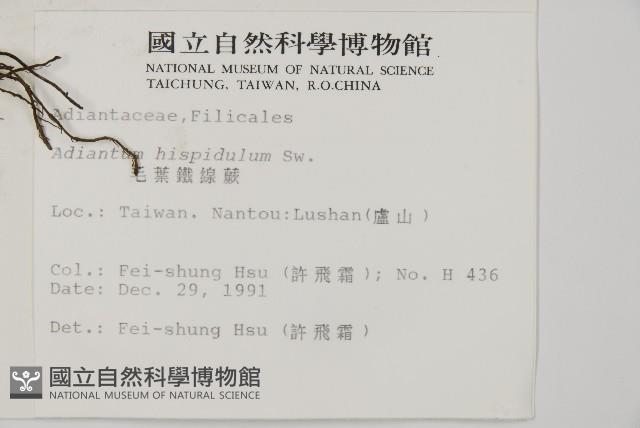 國立自然科學博物館
NATIONAL MUSEUM OF NATURAL SCIENCE
TAICHUNG, TAIWAN, R.O.CHINA
Adiantaceae,Filicales
Adiantum hispidulum Sw.
毛葉鐵線蕨
Loc.: Taiwan. Nantou:Lushan(盧山)
Col.: Fei-shung Hsu (許飛霜); No. H 436
Date: Dec. 29, 1991
Det.: Fei-shung Hsu (許飛霜)
國立自然科學博物館
NATIONAL MUSEUM OF NATURAL SCIENCE